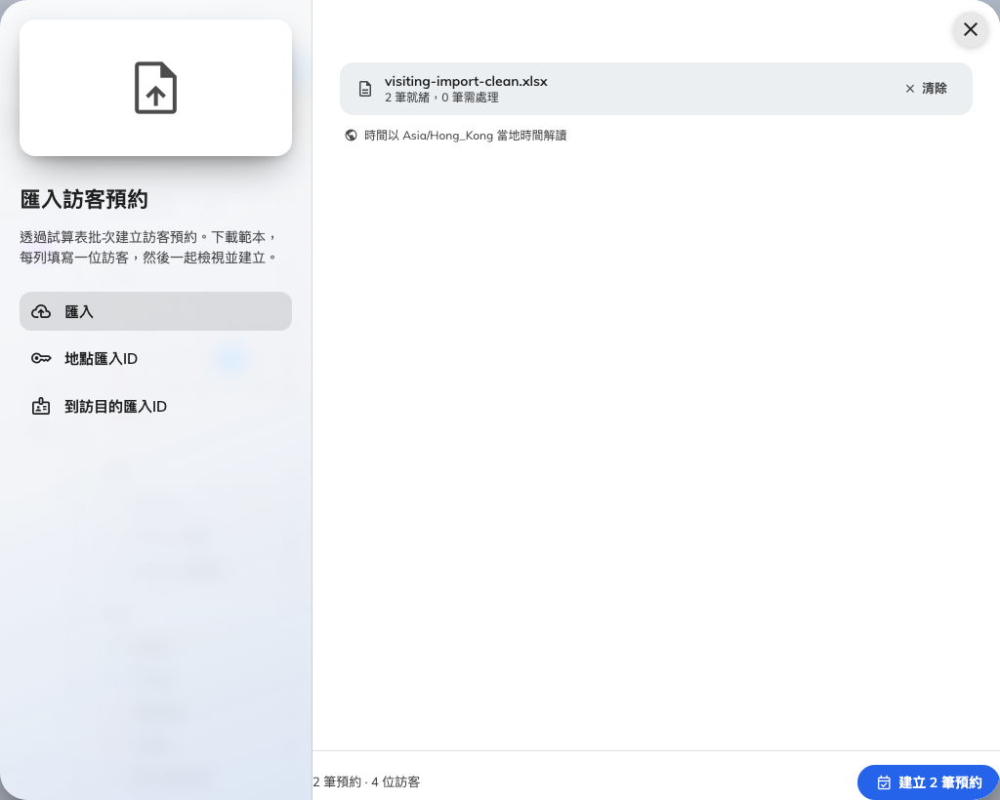 匯入訪客預約
透過試算表批次建立訪客預約。下載範本，
每列填寫一位訪客，然後一起檢視並建立。
匯入
地點匯入ID
到訪目的匯入ID
visiting-import-clean.xlsx
2 筆就緒，0 筆需處理
清除
時間以 Asia/Hong_Kong 當地時間解讀
2 筆預約 · 4 位訪客
建立 2 筆預約